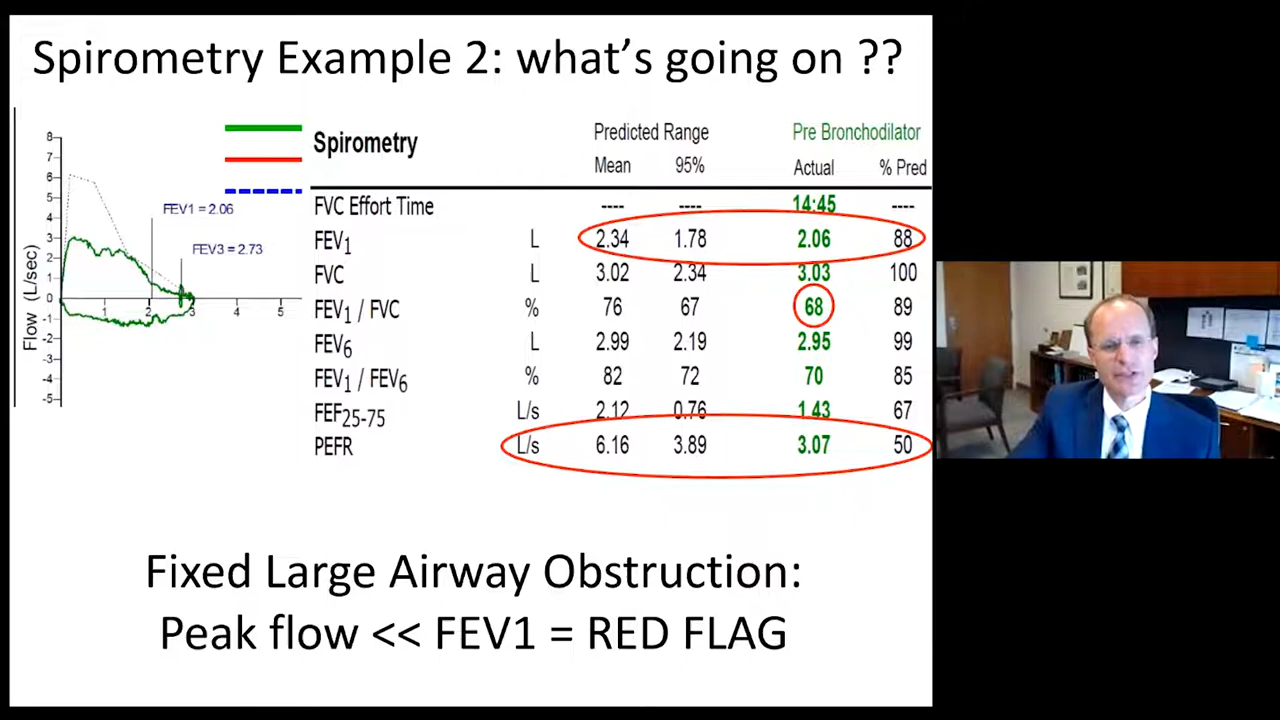 Spirometry Example 2: what's going on ??
8
7
6
5
4
3
2
1
0
-1
-2
-3
-4
-5
Flow (L/sec)
1 2 3 4 5
FEV1 = 2.06
FEV3 = 2.73
Spirometry Predicted Range Pre Bronchodilator
Mean 95% Actual % Pred
FVC Effort Time ---- ---- 14:45 ----
FEV1 L 2.34 1.78 2.06 88
FVC L 3.02 2.34 3.03 100
FEV1 / FVC % 76 67 68 89
FEV6 L 2.99 2.19 2.95 99
FEV1 / FEV6 % 82 72 70 85
FEF25-75 L/s 2.12 0.76 1.43 67
PEFR L/s 6.16 3.89 3.07 50
Fixed Large Airway Obstruction:
Peak flow << FEV1 = RED FLAG